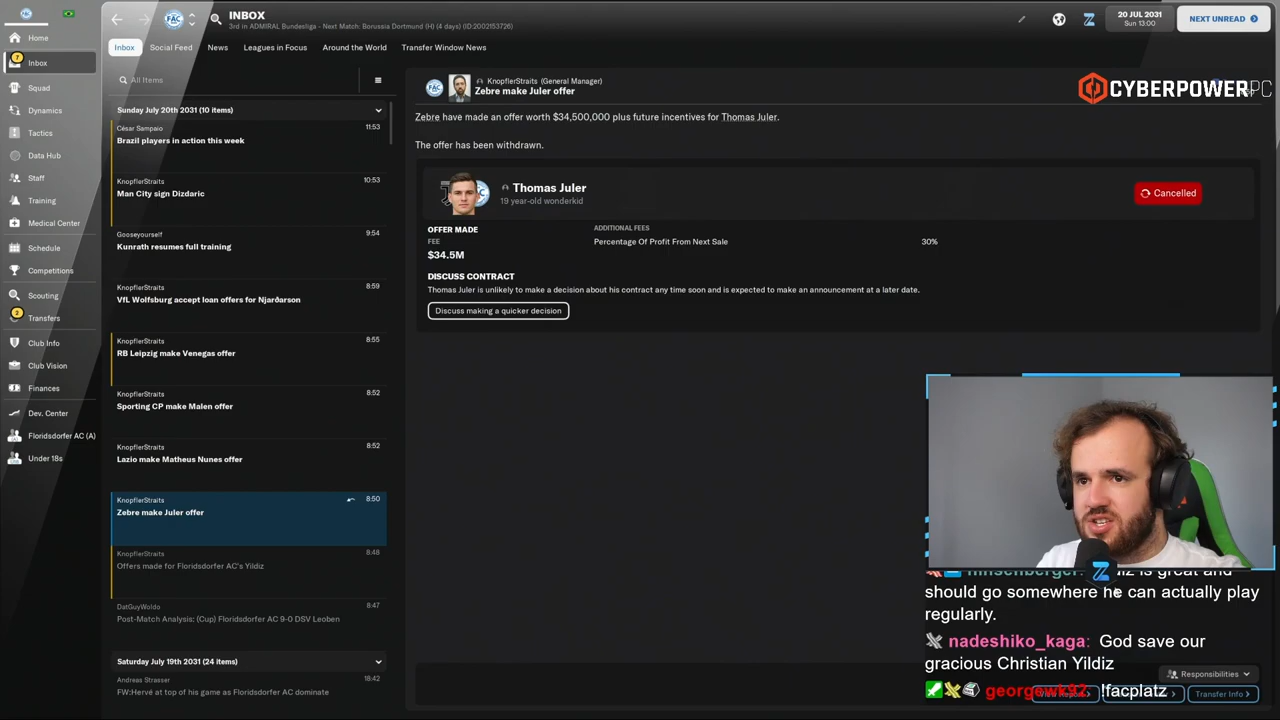 INBOX
3rd in ADMIRAL Bundesliga - Next Match: Borussia Dortmund (H) (4 days) (ID:2002153726)
20 JUL 2031
Sun 13:00
NEXT UNREAD
Home
7
Inbox
Squad
Dynamics
Tactics
Data Hub
Staff
Training
Medical Center
Schedule
Competitions
Scouting
2
Transfers
Club Info
Club Vision
Finances
Dev. Center
Floridsdorfer AC (A)
Under 18s
Inbox
Social Feed
News
Leagues in Focus
Around the World
Transfer Window News
All Items
Sunday July 20th 2031 (10 items)
César Sampaio 11:53
Brazil players in action this week
KnopflerStraits 10:53
Man City sign Dizdaric
Gooseyourself 9:54
Kunrath resumes full training
KnopflerStraits 8:59
VfL Wolfsburg accept loan offers for Njarðarson
KnopflerStraits 8:55
RB Leipzig make Venegas offer
KnopflerStraits 8:52
Sporting CP make Malen offer
KnopflerStraits 8:52
Lazio make Matheus Nunes offer
KnopflerStraits 8:50
Zebre make Juler offer
KnopflerStraits 8:48
Offers made for Floridsdorfer AC's Yildiz
DatGuyWoldo 8:47
Post-Match Analysis: (Cup) Floridsdorfer AC 9-0 DSV Leoben
Saturday July 19th 2031 (24 items)
Andreas Strasser 18:42
FW:Hervé at top of his game as Floridsdorfer AC dominate
KnopflerStraits (General Manager)
Zebre make Juler offer
CYBERPOWERPC
Zebre have made an offer worth $34,500,000 plus future incentives for Thomas Juler.
The offer has been withdrawn.
Thomas Juler
19 year-old wonderkid
Cancelled
OFFER MADE
FEE
$34.5M
ADDITIONAL FEES
Percentage Of Profit From Next Sale 30%
DISCUSS CONTRACT
Thomas Juler is unlikely to make a decision about his contract any time soon and is expected to make an announcement at a later date.
Discuss making a quicker decision
is great and
should go somewhere he can actually play
regularly.
nadeshiko_kaga: God save our
gracious Christian Yildiz
georgewk92: !facplatz
Responsibilities
Transfer Info